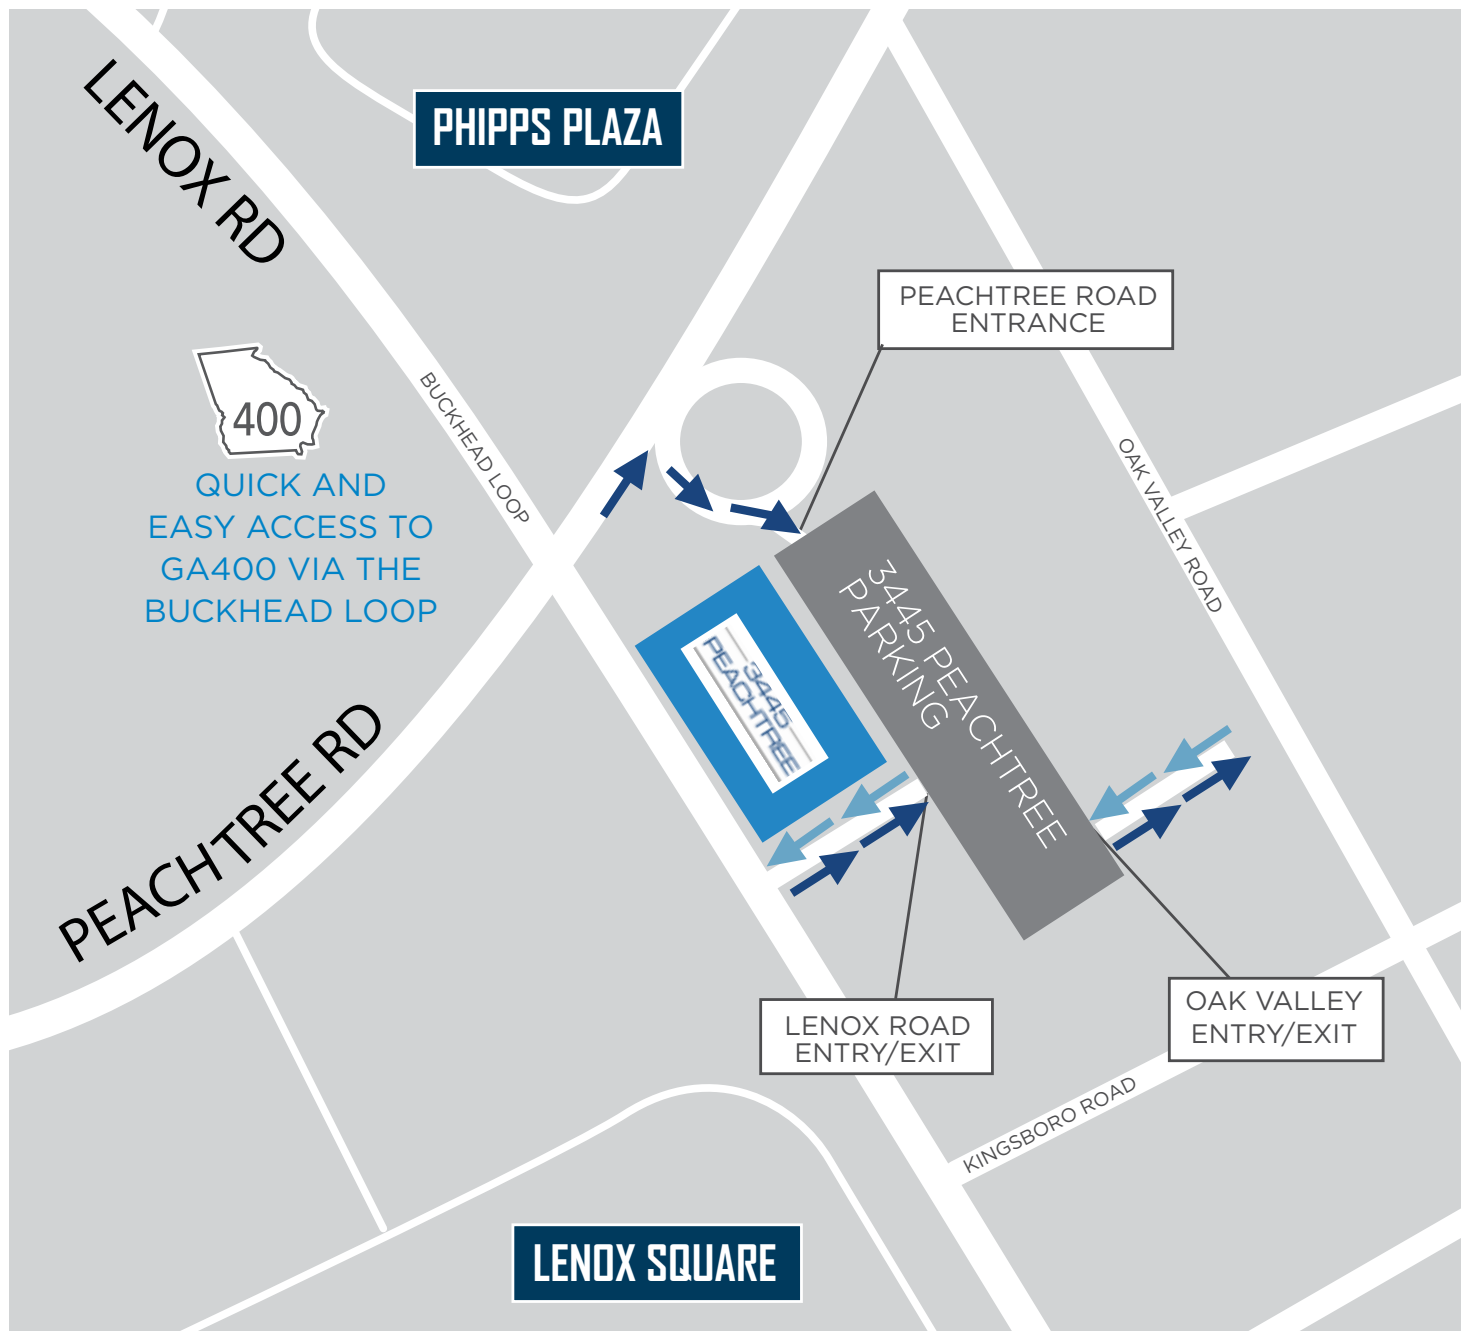 LENOX RD
PHIPPS PLAZA
PEACHTREE ROAD
ENTRANCE
400
QUICK AND
EASY ACCESS TO
GA400 VIA THE
BUCKHEAD LOOP
BUCKHEAD LOOP
OAK VALLEY ROAD
3445 PEACHTREE
PARKING
3445
PEACHTREE
PEACHTREE RD
LENOX ROAD
ENTRY/EXIT
OAK VALLEY
ENTRY/EXIT
KINGSBORO ROAD
LENOX SQUARE